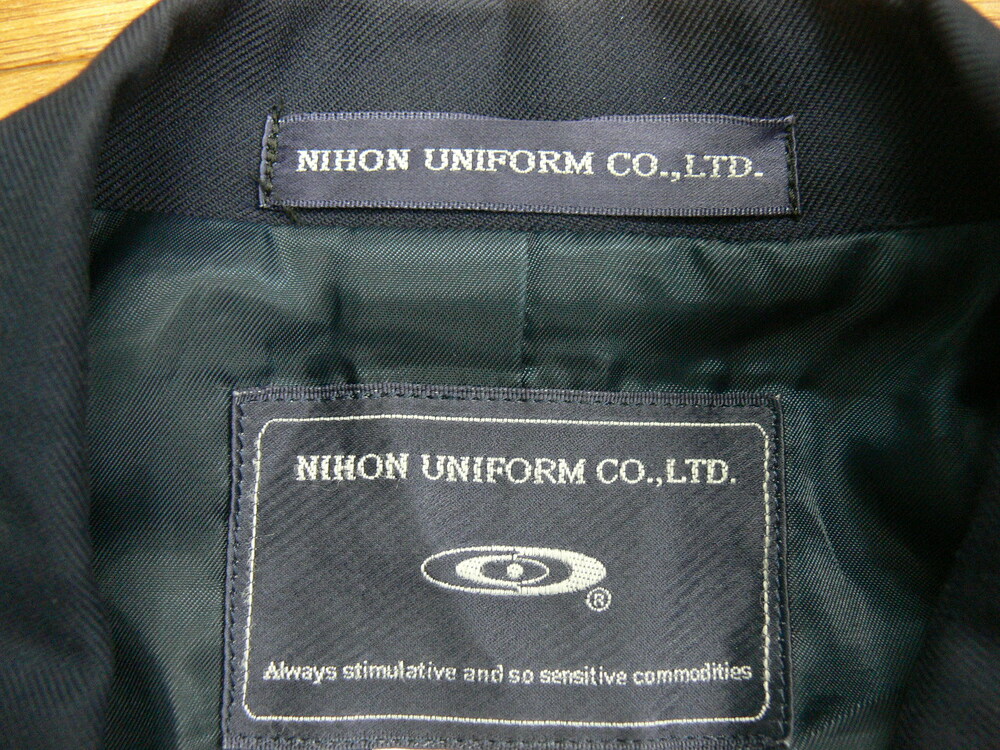 NIHON UNIFORM CO.,LTD.
NIHON UNIFORM CO.,LTD.
®
Always stimulative and so sensitive commodities